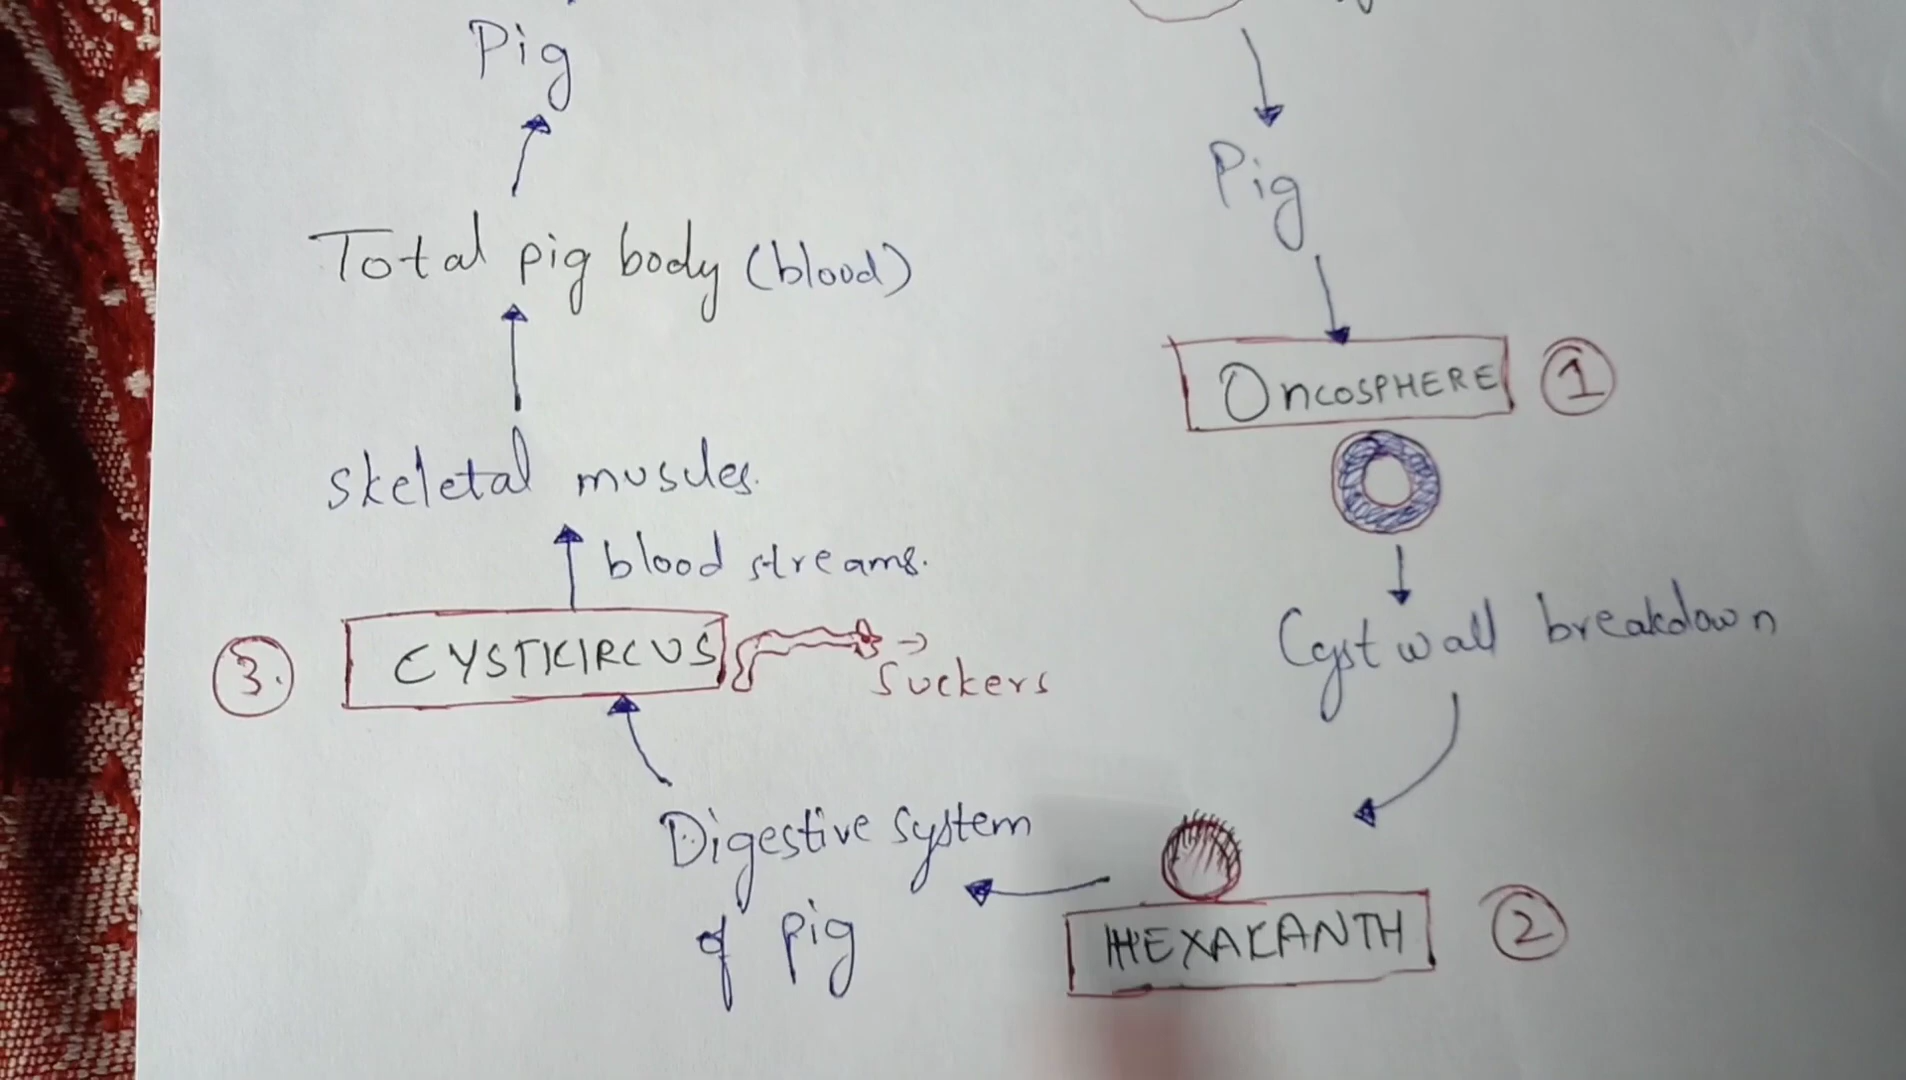 Pig
Total pig body (blood)
skeletal muscles.
blood streams.
3.
CYSTICIRCUS
→ Suckers
Digestive system
of pig
Pig
ONCOSPHERE
1
Cyst wall breakdown
HEXACANTH
2